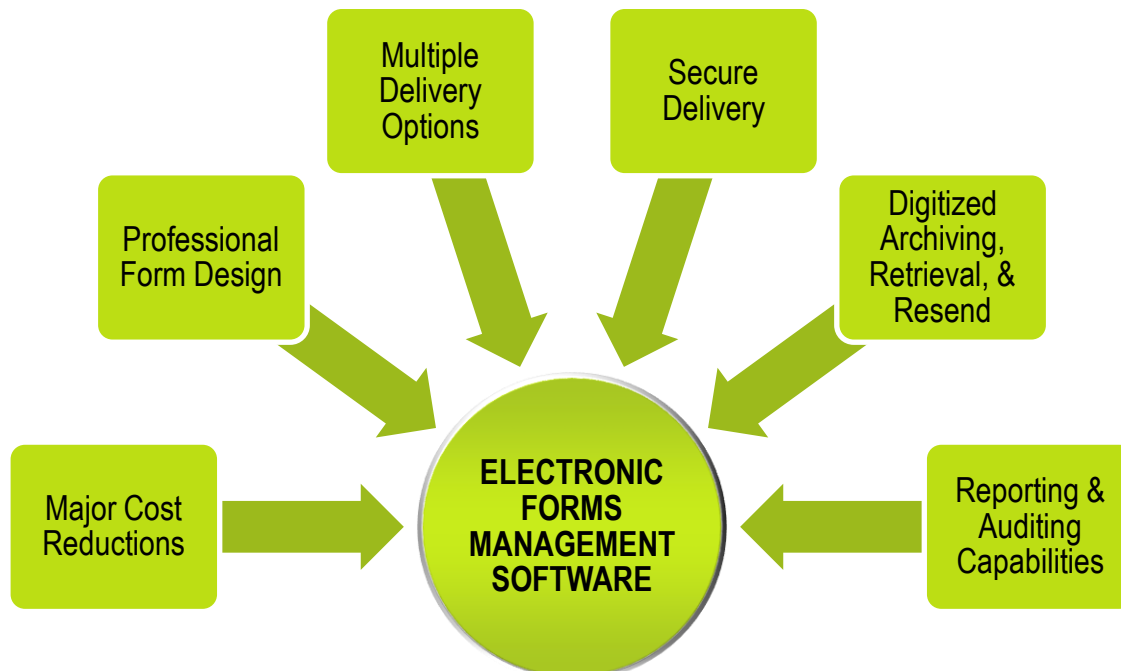 Multiple
Delivery
Options
Secure
Delivery
Professional
Form Design
Digitized
Archiving,
Retrieval, &
Resend
Major Cost
Reductions
ELECTRONIC
FORMS
MANAGEMENT
SOFTWARE
Reporting &
Auditing
Capabilities